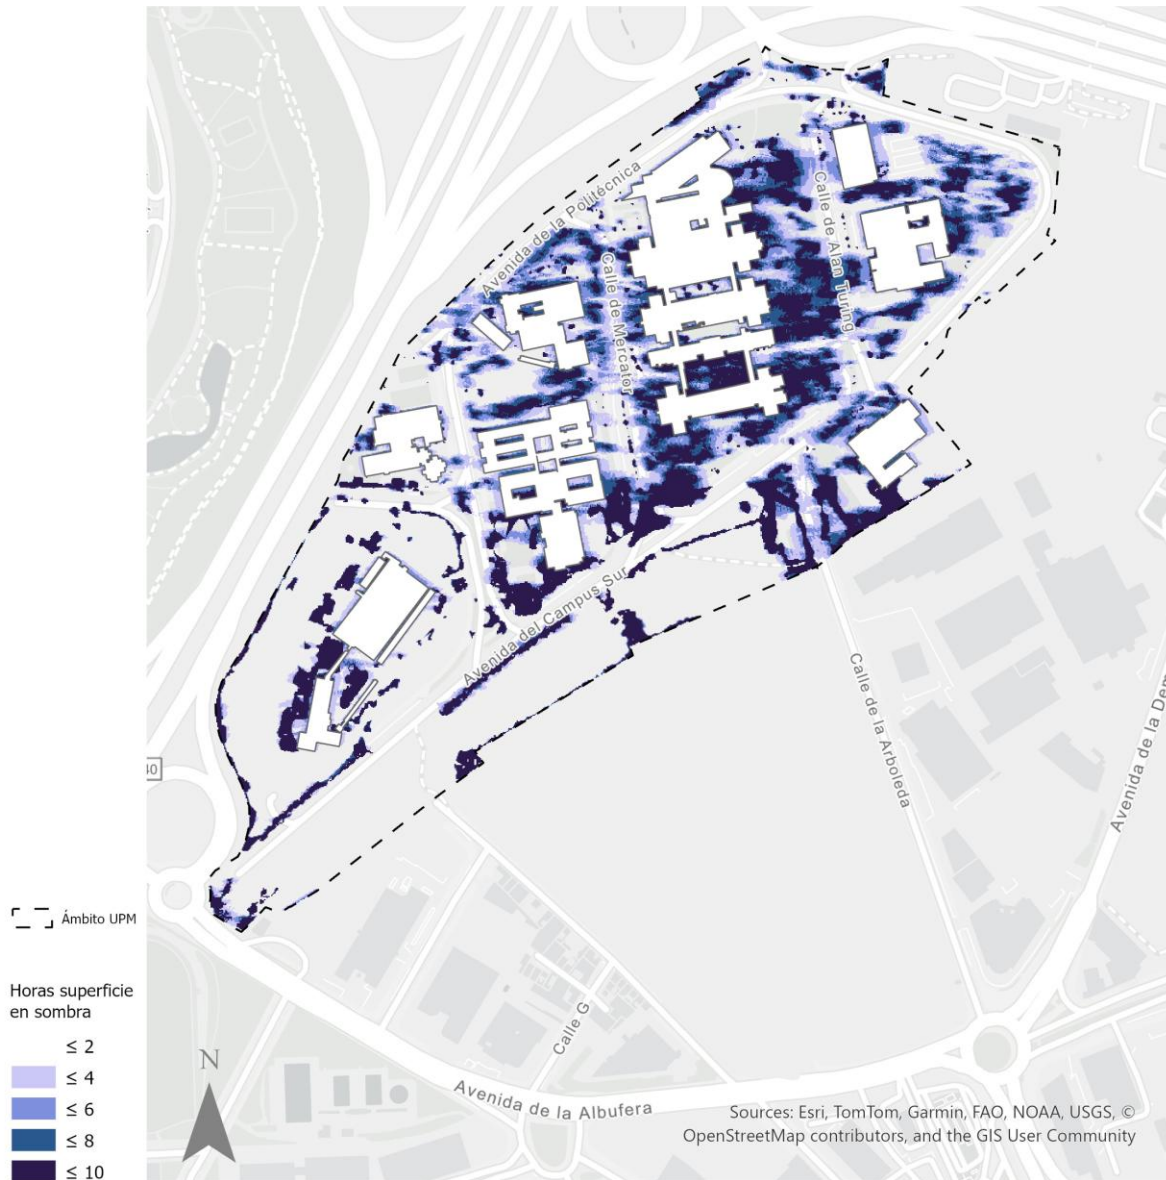 Avenida de la Politécnica
Calle de Alan Turing
Calle de Mercator
Avenida del Campus Sur
Calle de la Arboleda
Avenida de la Dem
Ámbito UPM
Horas superficie
en sombra
≤ 2
≤ 4
≤ 6
≤ 8
≤ 10
N
Calle G
Avenida de la Albufera
Sources: Esri, TomTom, Garmin, FAO, NOAA, USGS, ©
OpenStreetMap contributors, and the GIS User Community